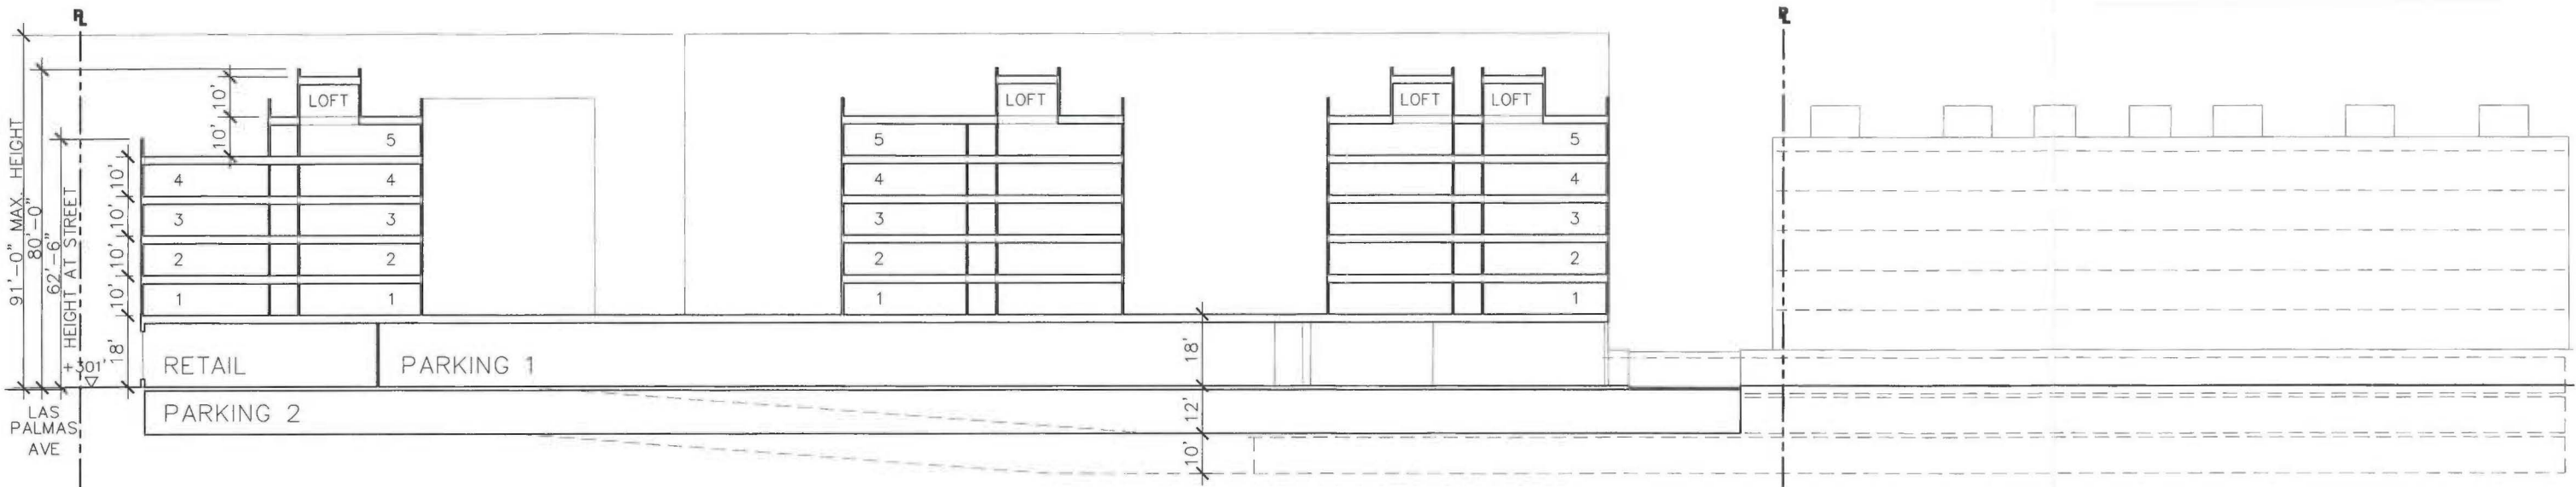 PL
PL
91'-0" MAX. HEIGHT
80'-0"
62'-6"
HEIGHT AT STREET
+301'
10'
10'
10'
10'
10'
10'
18'
LOFT
5
4 4
3 3
2 2
1 1
LOFT
5
4
3
2
1
LOFT LOFT
5
4
3
2
1
RETAIL
PARKING 1
18'
PARKING 2
12'
10'
LAS
PALMAS
AVE